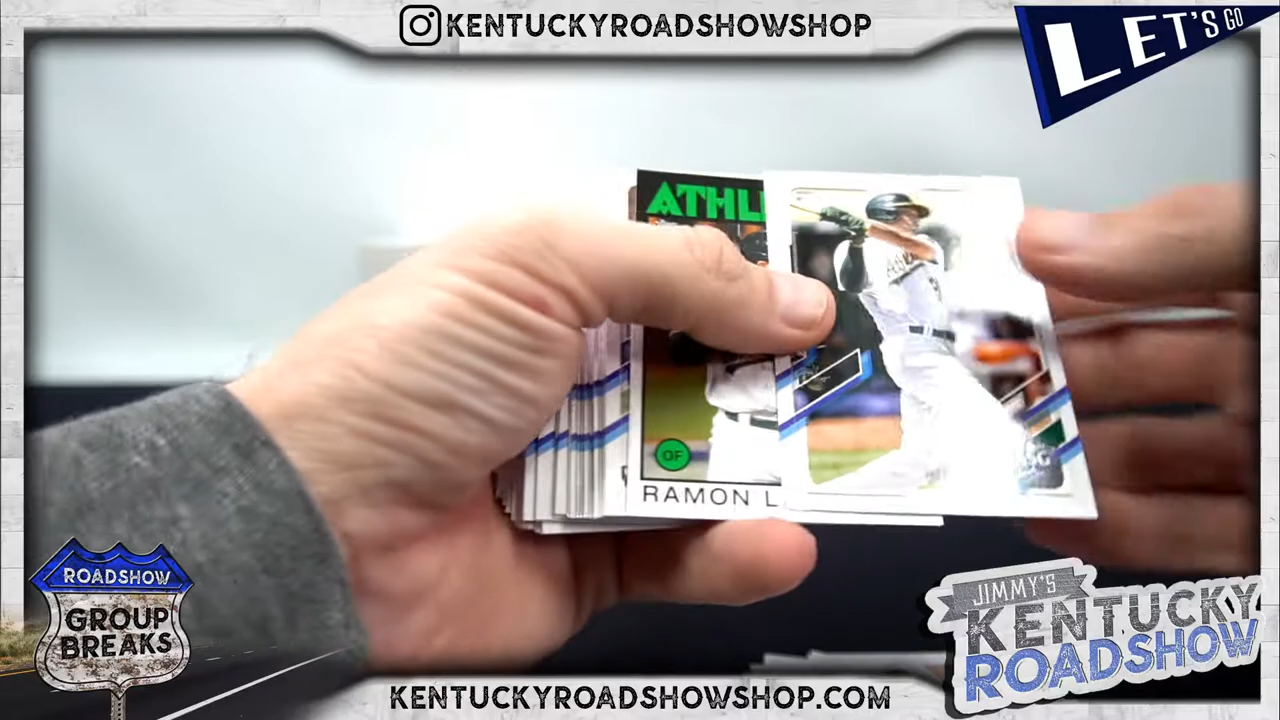 KENTUCKYROADSHOWSHOP
LET'S GO
ATHL
OF
RAMON L
ROADSHOW
GROUP
BREAKS
JIMMY'S
KENTUCKY
ROADSHOW
KENTUCKYROADSHOWSHOP.COM